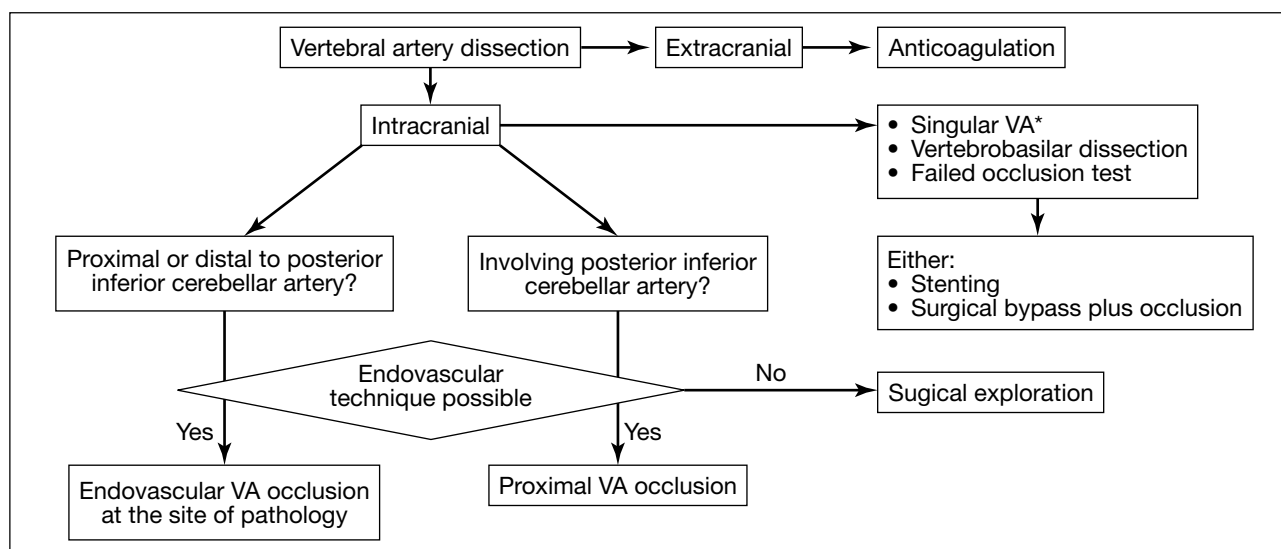 Vertebral artery dissection
Extracranial
Anticoagulation
Intracranial
• Singular VA*
• Vertebrobasilar dissection
• Failed occlusion test
Proximal or distal to posterior
inferior cerebellar artery?
Involving posterior inferior
cerebellar artery?
Either:
• Stenting
• Surgical bypass plus occlusion
Endovascular
technique possible
No
Sugical exploration
Yes
Yes
Endovascular VA occlusion
at the site of pathology
Proximal VA occlusion